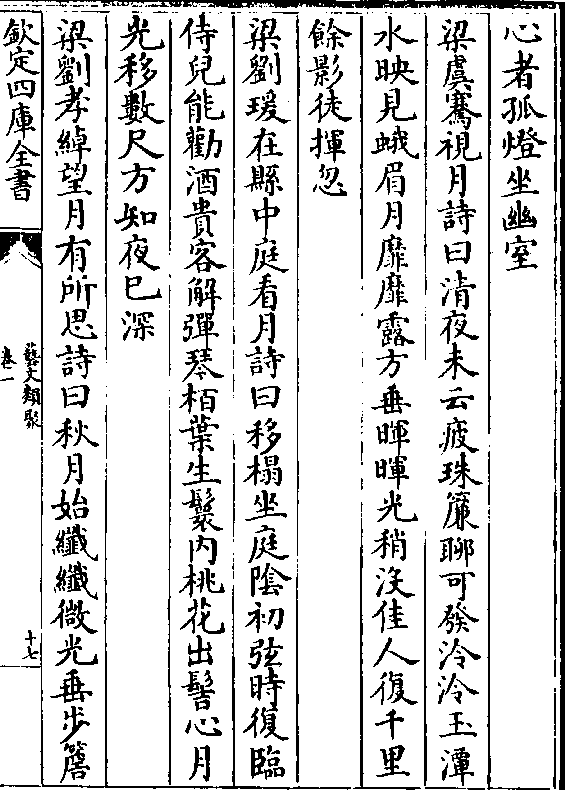 心者孤燈坐幽室
梁虞騫視月詩曰清夜未云疲珠簾聊可發泠泠玉潭
水映見蛾眉月靡靡露方垂暉暉光稍没佳人復千里
餘影徒揮忽
梁劉瑗在縣中庭看月詩曰移榻坐庭陰初弦時復臨
侍兒能勸酒貴客解彈琴栢葉生鬟内桃花出髻心月
光移數尺方知夜已深
梁劉孝綽望月有所思詩曰秋月始纖纖微光垂步簷
欽定四庫全書
藝文類聚
卷一
十七